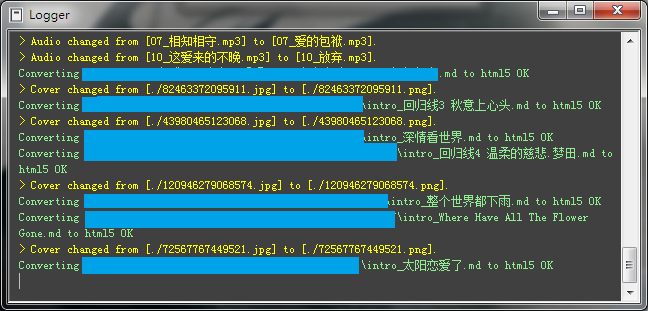 Logger
> Audio changed from [07_相知相守.mp3] to [07_爱的包袱.mp3].
> Audio changed from [10_这爱来的不晚.mp3] to [10_放弃.mp3].
Converting .md to html5 OK
> Cover changed from [./82463372095911.jpg] to [./82463372095911.png].
Converting \intro_回归线3 秋意上心头.md to html5 OK
> Cover changed from [./43980465123068.jpg] to [./43980465123068.png].
Converting \intro_深情看世界.md to html5 OK
Converting \intro_回归线4 温柔的慈悲.梦田.md to
html5 OK
> Cover changed from [./120946279068574.jpg] to [./120946279068574.png].
Converting \intro_整个世界都下雨.md to html5 OK
Converting \intro_Where Have All The Flower
Gone.md to html5 OK
> Cover changed from [./72567767449521.jpg] to [./72567767449521.png].
Converting \intro_太阳恋爱了.md to html5 OK